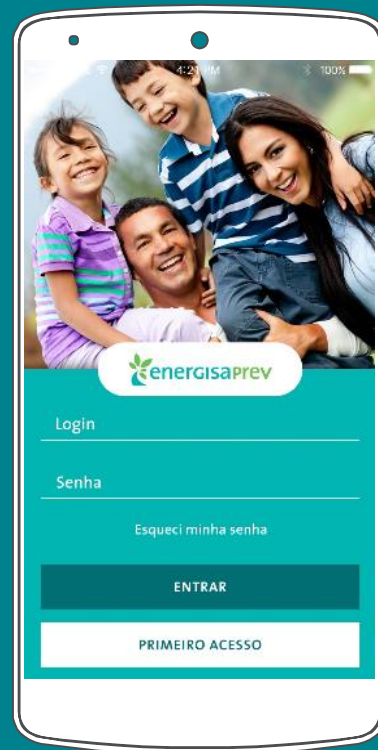 4:21 PM
100%
energisaprev
Login
Senha
Esqueci minha senha
ENTRAR
PRIMEIRO ACESSO